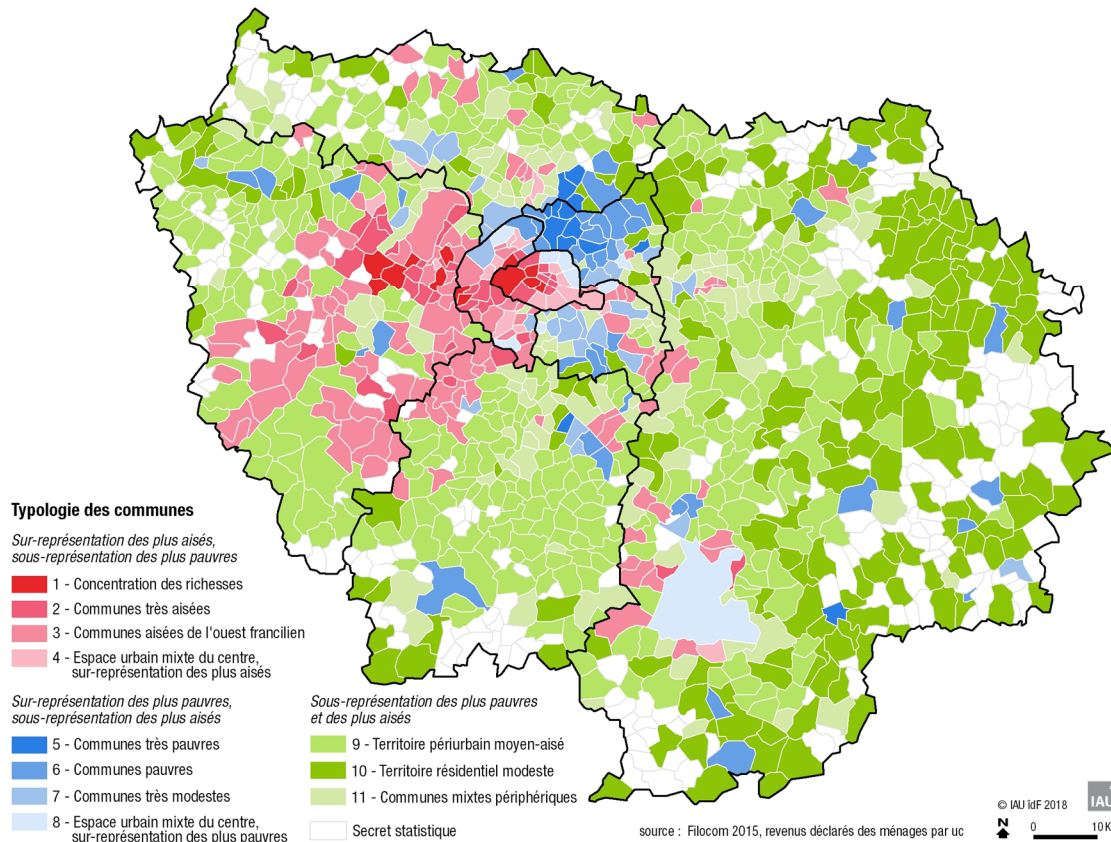 Typologie des communes
Sur-représentation des plus aisés,
sous-représentation des plus pauvres
1 - Concentration des richesses
2 - Communes très aisées
3 - Communes aisées de l'ouest francilien
4 - Espace urbain mixte du centre,
sur-représentation des plus aisés
Sur-représentation des plus pauvres,
sous-représentation des plus aisés
5 - Communes très pauvres
6 - Communes pauvres
7 - Communes très modestes
8 - Espace urbain mixte du centre,
sur-représentation des plus pauvres
Sous-représentation des plus pauvres
et des plus aisés
9 - Territoire périurbain moyen-aisé
10 - Territoire résidentiel modeste
11 - Communes mixtes périphériques
Secret statistique
source : Filocom 2015, revenus déclarés des ménages par uc
© IAU îdF 2018
IAU
N
0 10 K